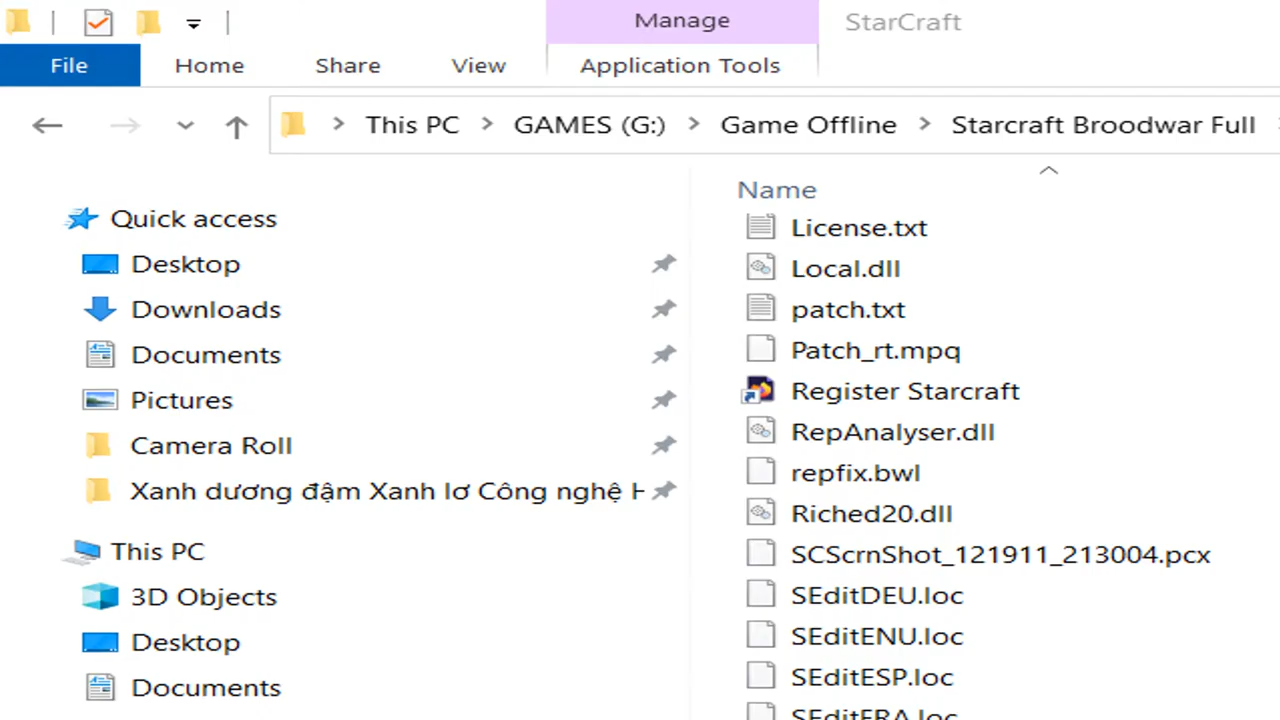 Manage
StarCraft
File
Home
Share
View
Application Tools
This PC
GAMES (G:)
Game Offline
Starcraft Broodwar Full
Quick access
Desktop
Downloads
Documents
Pictures
Camera Roll
Xanh dương đậm Xanh lơ Công nghệ H
This PC
3D Objects
Desktop
Documents
Name
License.txt
Local.dll
patch.txt
Patch_rt.mpq
Register Starcraft
RepAnalyser.dll
repfix.bwl
Riched20.dll
SCScrnShot_121911_213004.pcx
SEditDEU.loc
SEditENU.loc
SEditESP.loc
SEditFRA.loc